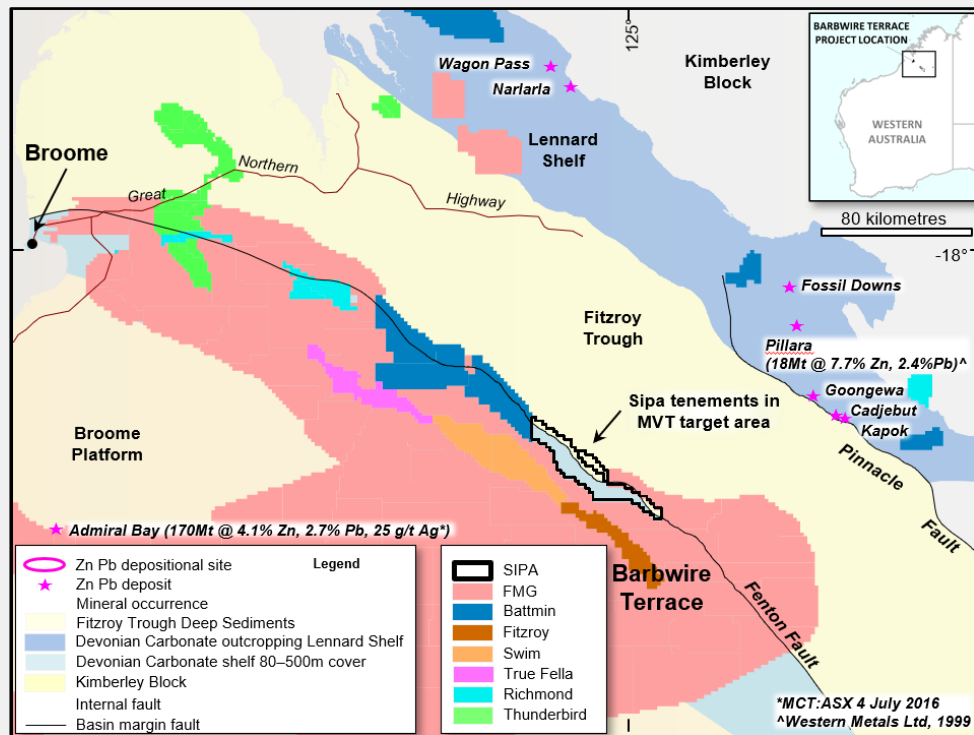 125°
BARBWIRE TERRACE
PROJECT LOCATION
WESTERN
AUSTRALIA
Wagon Pass
Narlarla
Kimberley
Block
Lennard
Shelf
Broome
Great
Northern
Highway
80 kilometres
-18°
Fossil Downs
Fitzroy
Trough
Pillara
(18Mt @ 7.7% Zn, 2.4%Pb)^
Goongewa
Cadjebut
Kapok
Sipa tenements in
MVT target area
Broome
Platform
Pinnacle
Fault
Admiral Bay (170Mt @ 4.1% Zn, 2.7% Pb, 25 g/t Ag*)
Barbwire
Terrace
Fenton Fault
Legend
Zn Pb depositional site
Zn Pb deposit
Mineral occurrence
Fitzroy Trough Deep Sediments
Devonian Carbonate outcropping Lennard Shelf
Devonian Carbonate shelf 80–500m cover
Kimberley Block
Internal fault
Basin margin fault
SIPA
FMG
Battmin
Fitzroy
Swim
True Fella
Richmond
Thunderbird
*MCT:ASX 4 July 2016
^Western Metals Ltd, 1999